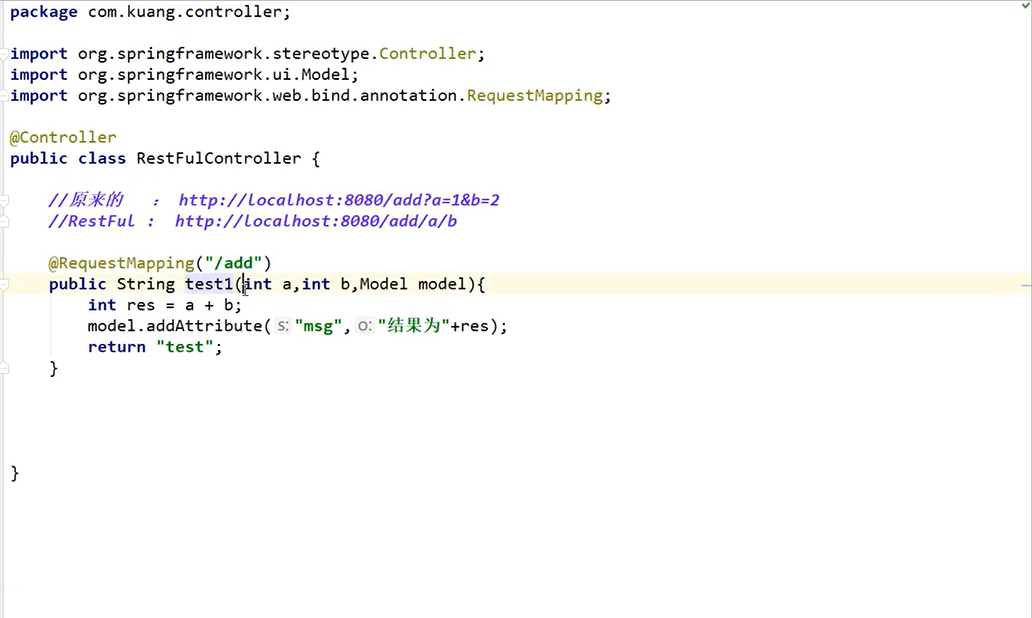 package com.kuang.controller;
import org.springframework.stereotype.Controller;
import org.springframework.ui.Model;
import org.springframework.web.bind.annotation.RequestMapping;
@Controller
public class RestFulController {
//原来的   :  http://localhost:8080/add?a=1&b=2
//RestFul :  http://localhost:8080/add/a/b
@RequestMapping("/add")
public String test1(int a,int b,Model model){
int res = a + b;
model.addAttribute( s: "msg", o: "结果为"+res);
return "test";
}
}